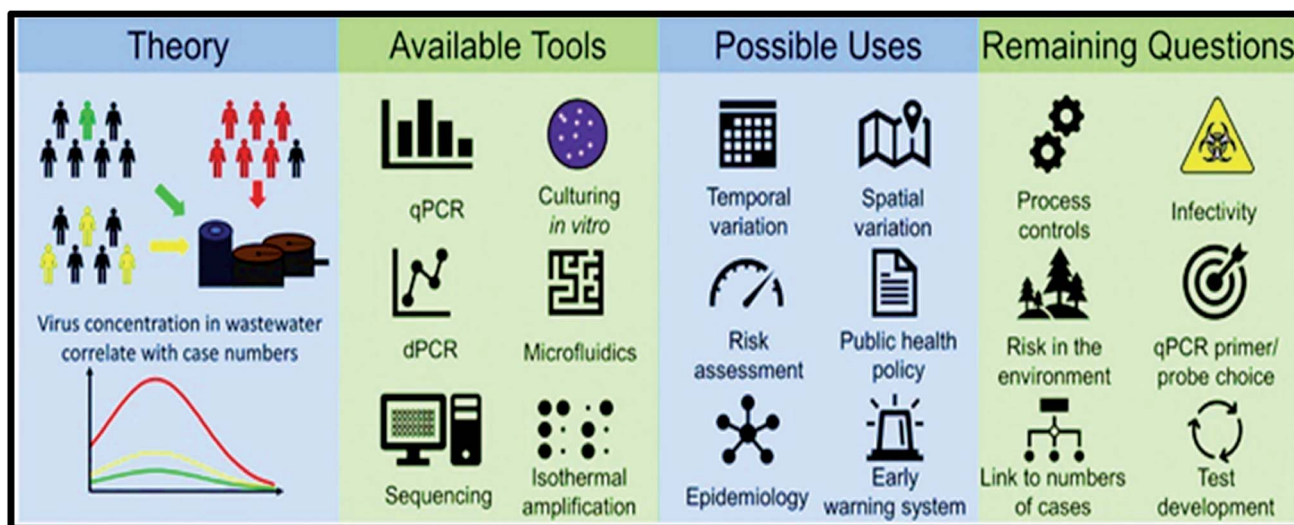 Theory
Virus concentration in wastewater
correlate with case numbers
Available Tools
qPCR
Culturing
in vitro
dPCR
Microfluidics
Sequencing
Isothermal
amplification
Possible Uses
Temporal
variation
Spatial
variation
Risk
assessment
Public health
policy
Epidemiology
Early
warning system
Remaining Questions
Process
controls
Infectivity
Risk in the
environment
qPCR primer/
probe choice
Link to numbers
of cases
Test
development